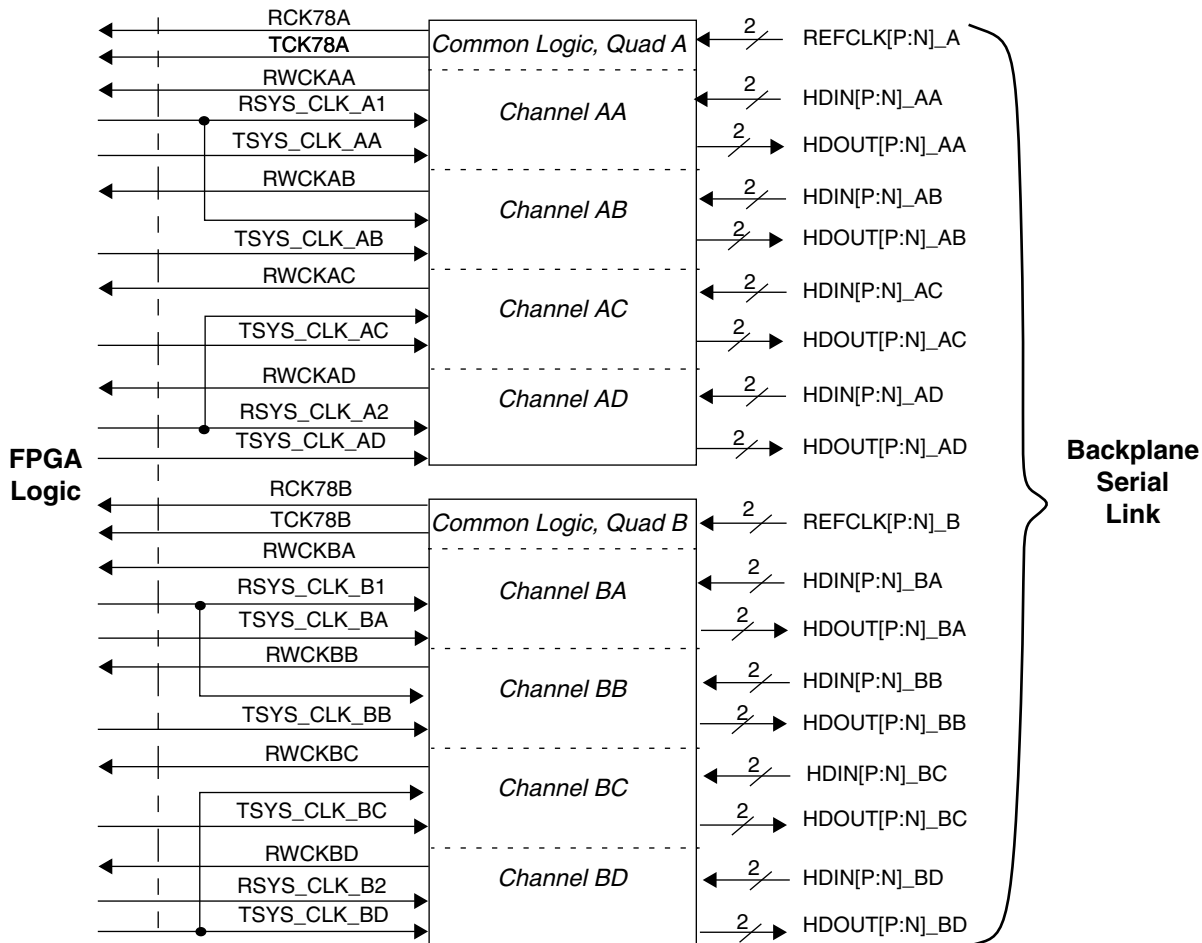 RCK78A
TCK78A
RWCKAA
RSYS_CLK_A1
TSYS_CLK_AA
RWCKAB
TSYS_CLK_AB
RWCKAC
TSYS_CLK_AC
RWCKAD
RSYS_CLK_A2
TSYS_CLK_AD
Common Logic, Quad A
Channel AA
Channel AB
Channel AC
Channel AD
2 REFCLK[P:N]_A
2 HDIN[P:N]_AA
2 HDOUT[P:N]_AA
2 HDIN[P:N]_AB
2 HDOUT[P:N]_AB
2 HDIN[P:N]_AC
2 HDOUT[P:N]_AC
2 HDIN[P:N]_AD
2 HDOUT[P:N]_AD
FPGA
Logic
Backplane
Serial
Link
RCK78B
TCK78B
RWCKBA
RSYS_CLK_B1
TSYS_CLK_BA
RWCKBB
TSYS_CLK_BB
RWCKBC
TSYS_CLK_BC
RWCKBD
RSYS_CLK_B2
TSYS_CLK_BD
Common Logic, Quad B
Channel BA
Channel BB
Channel BC
Channel BD
2 REFCLK[P:N]_B
2 HDIN[P:N]_BA
2 HDOUT[P:N]_BA
2 HDIN[P:N]_BB
2 HDOUT[P:N]_BB
2 HDIN[P:N]_BC
2 HDOUT[P:N]_BC
2 HDIN[P:N]_BD
2 HDOUT[P:N]_BD